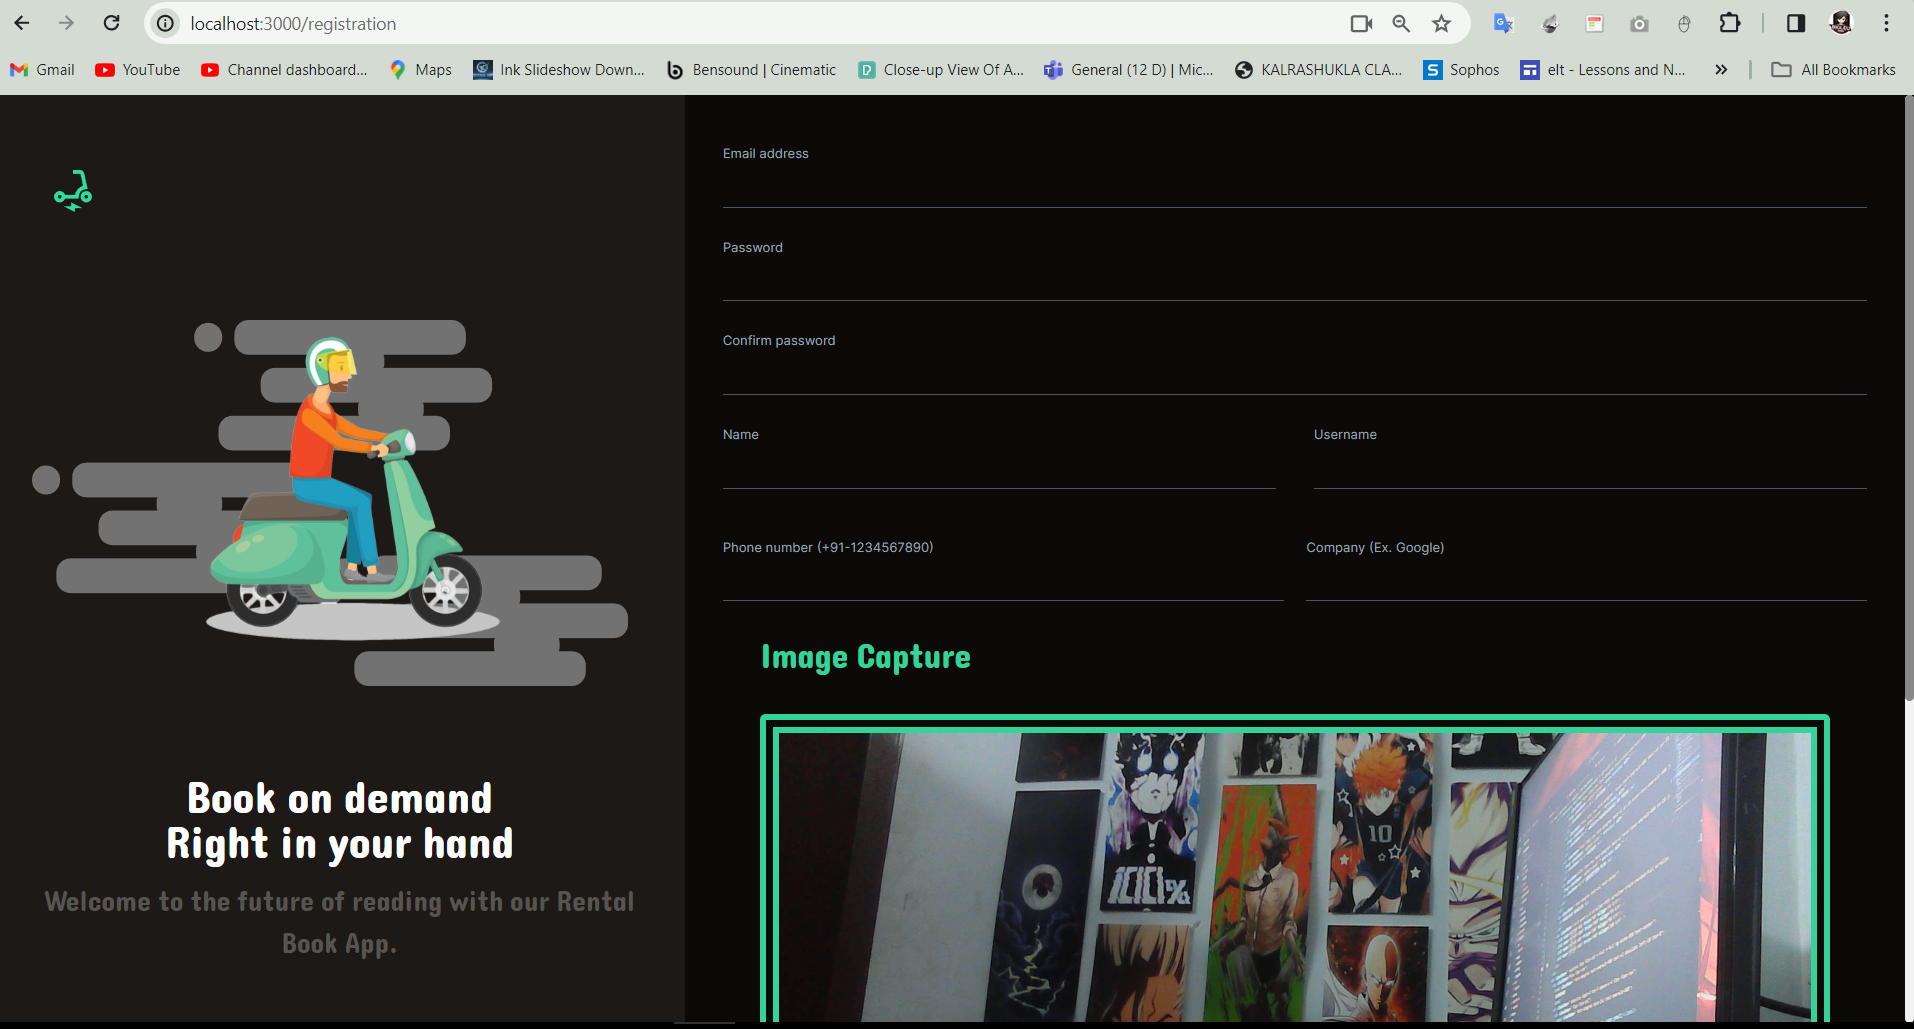 localhost:3000/registration
Gmail
YouTube
Channel dashboard...
Maps
Ink Slideshow Down...
Bensound | Cinematic
Close-up View Of A...
General (12 D) | Mic...
KALRASHUKLA CLA...
Sophos
elt - Lessons and N...
All Bookmarks
Email address
Password
Confirm password
Name
Username
Phone number (+91-1234567890)
Company (Ex. Google)
Image Capture
10
Book on demand
Right in your hand
Welcome to the future of reading with our Rental
Book App.